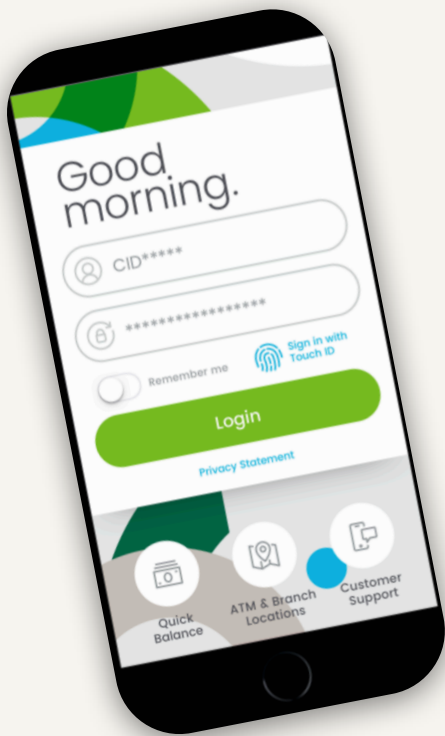 Good
morning.
CID*****
*****************
Remember me
Sign in with
Touch ID
Login
Privacy Statement
Quick
Balance
ATM & Branch
Locations
Customer
Support